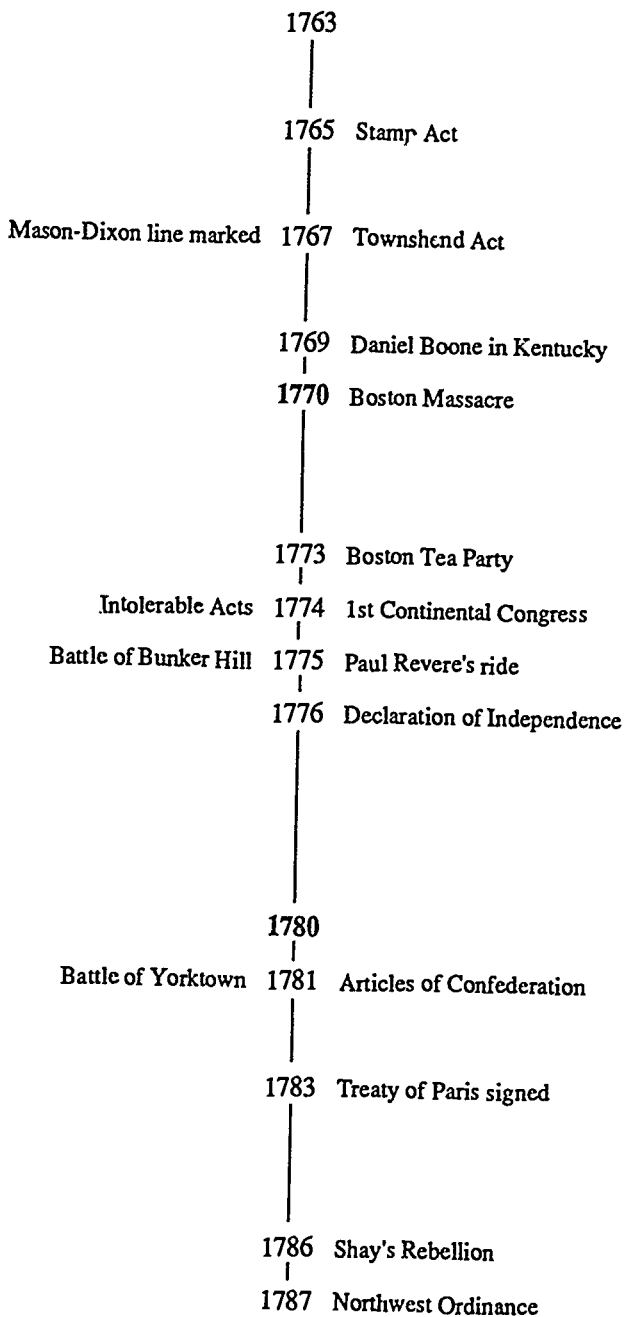 1763
1765 Stamp Act
Mason-Dixon line marked 1767 Townshend Act
1769 Daniel Boone in Kentucky
1770 Boston Massacre
1773 Boston Tea Party
Intolerable Acts 1774 1st Continental Congress
Battle of Bunker Hill 1775 Paul Revere's ride
1776 Declaration of Independence
1780
Battle of Yorktown 1781 Articles of Confederation
1783 Treaty of Paris signed
1786 Shay's Rebellion
1787 Northwest Ordinance